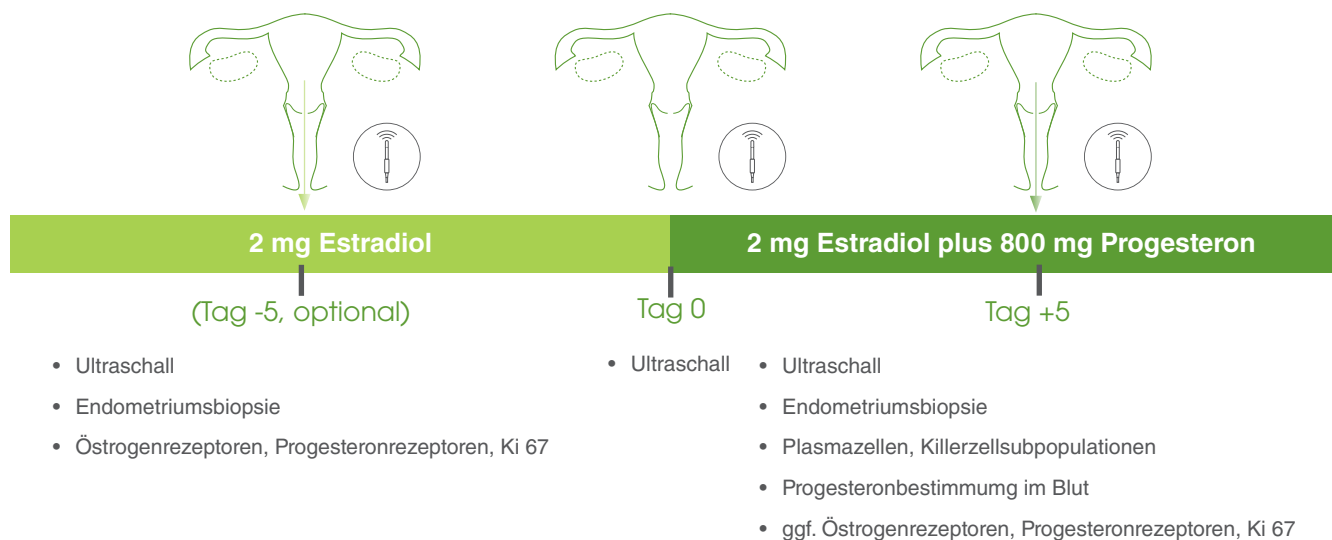 2 mg Estradiol
2 mg Estradiol plus 800 mg Progesteron
(Tag -5, optional)
Tag 0
Tag +5
• Ultraschall
• Endometriumsbiopsie
• Östrogenrezeptoren, Progesteronrezeptoren, Ki 67
• Ultraschall
• Ultraschall
• Endometriumsbiopsie
• Plasmazellen, Killerzellsubpopulationen
• Progesteronbestimmumg im Blut
• ggf. Östrogenrezeptoren, Progesteronrezeptoren, Ki 67